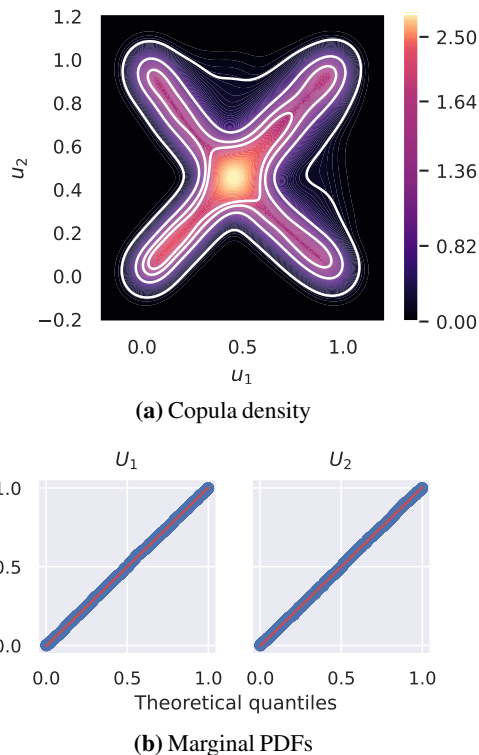 1.2
1.0
0.8
0.6
0.4
0.2
0.0
−0.2
u₂
0.0 0.5 1.0
u₁
2.50
1.64
1.36
0.82
0.00
(a) Copula density
U₁ U₂
1.0
0.5
0.0
0.0 0.5 1.0 0.0 0.5 1.0
Theoretical quantiles
(b) Marginal PDFs